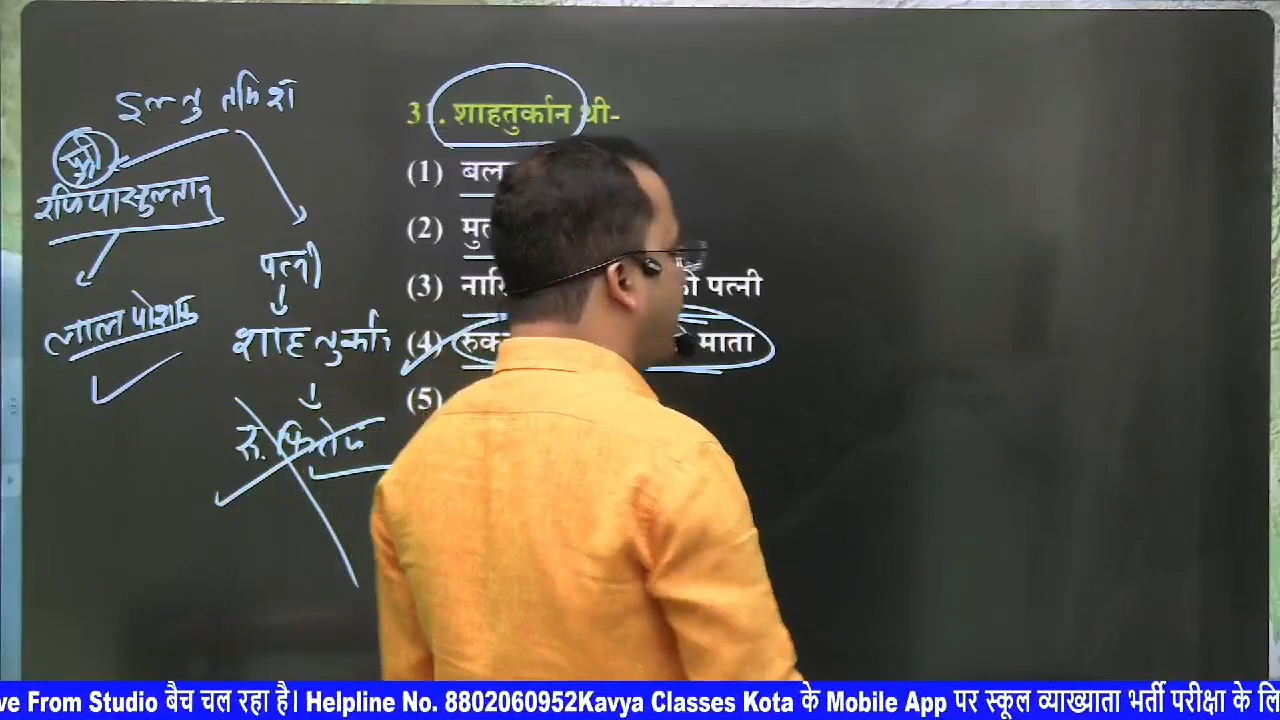 इल्तुतमिश
पुत्री
रजिया सुल्तान
लाल पोशाक
पत्नी
शाहतुर्कान
रु. फिरोज
31. शाहतुर्कान थी-
(1) बल
(2) मु
(3) की पत्नी
(4) रुक माता
(5)
ve From Studio बैच चल रहा है। Helpline No. 8802060952Kavya Classes Kota के Mobile App पर स्कूल व्याख्याता भर्ती परीक्षा के लि